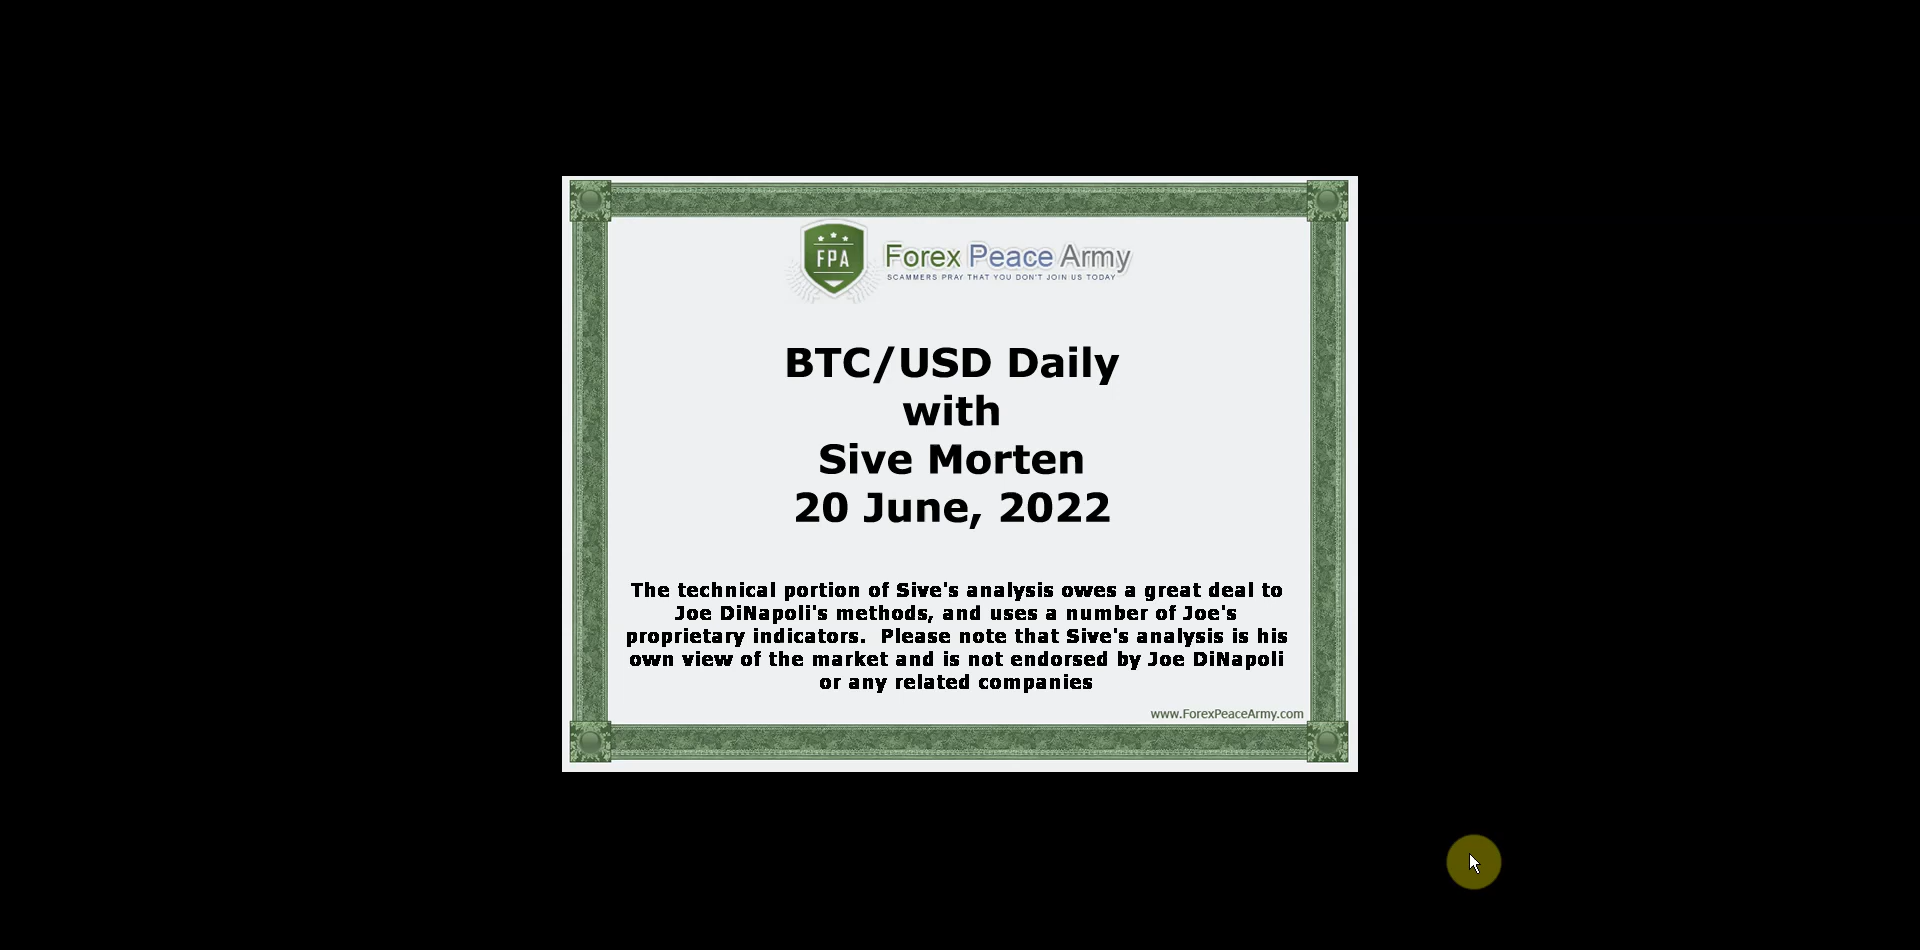 FPA
Forex Peace Army
SCAMMERS PRAY THAT YOU DON'T JOIN US TODAY
BTC/USD Daily
with
Sive Morten
20 June, 2022
The technical portion of Sive's analysis owes a great deal to
Joe DiNapoli's methods, and uses a number of Joe's
proprietary indicators.  Please note that Sive's analysis is his
own view of the market and is not endorsed by Joe DiNapoli
or any related companies
www.ForexPeaceArmy.com